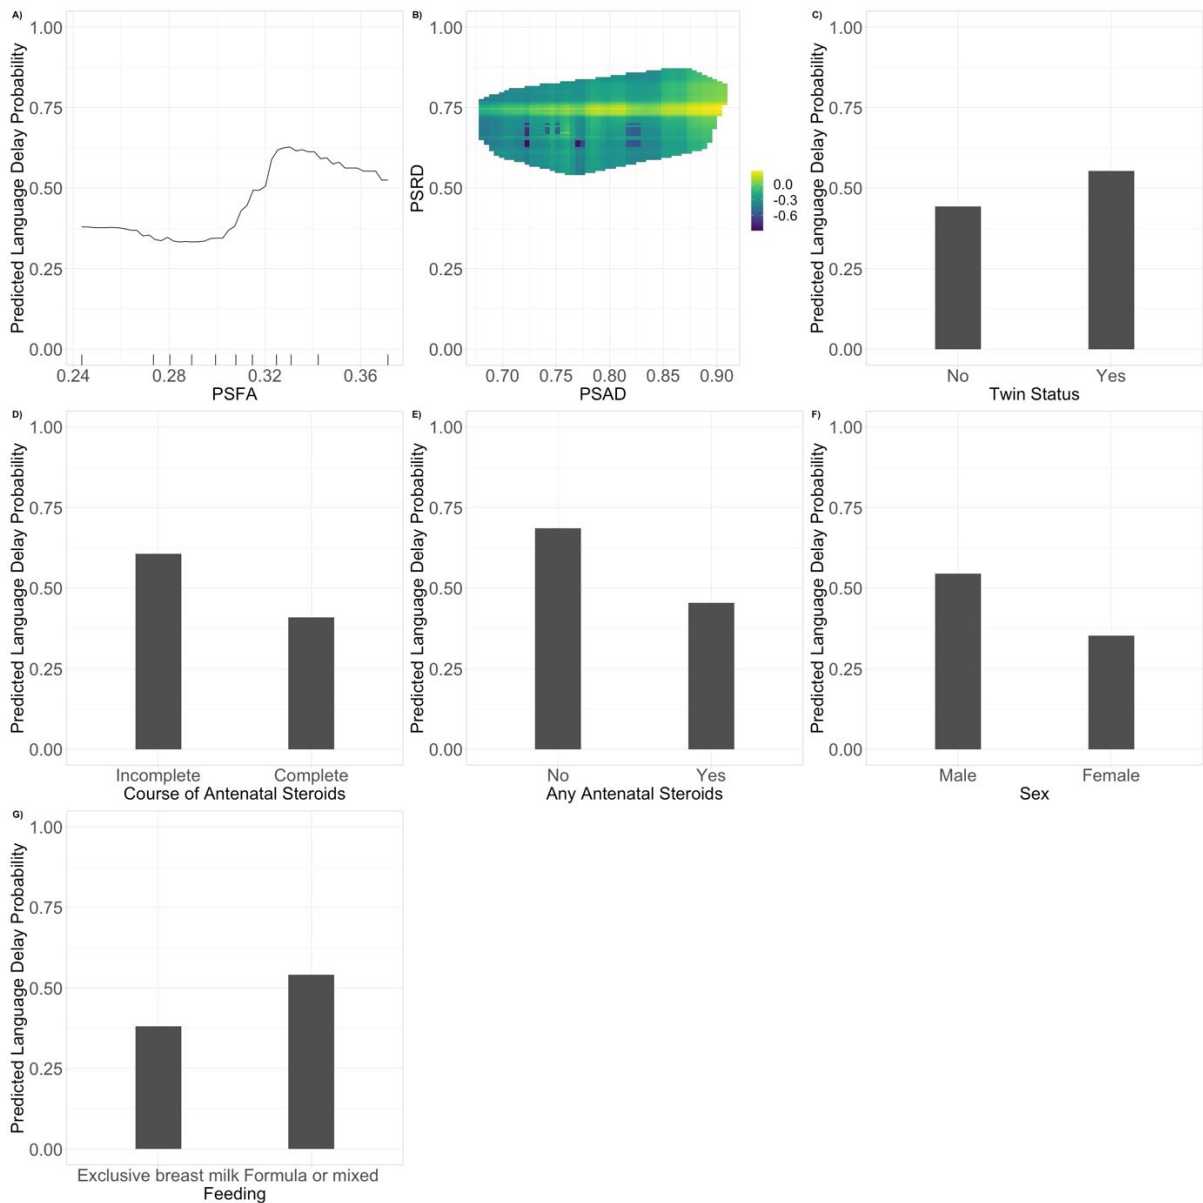 A)
B)
C)
Predicted Language Delay Probability
1.00
0.75
0.50
0.25
0.00
0.24
0.28
0.32
0.36
PSFA
PSRD
1.00
0.75
0.50
0.25
0.00
0.70
0.75
0.80
0.85
0.90
PSAD
0.0
-0.3
-0.6
Predicted Language Delay Probability
1.00
0.75
0.50
0.25
0.00
No
Yes
Twin Status
D)
E)
F)
Predicted Language Delay Probability
1.00
0.75
0.50
0.25
0.00
Incomplete
Complete
Course of Antenatal Steroids
Predicted Language Delay Probability
1.00
0.75
0.50
0.25
0.00
No
Yes
Any Antenatal Steroids
Predicted Language Delay Probability
1.00
0.75
0.50
0.25
0.00
Male
Female
Sex
G)
Predicted Language Delay Probability
1.00
0.75
0.50
0.25
0.00
Exclusive breast milk
Formula or mixed
Feeding